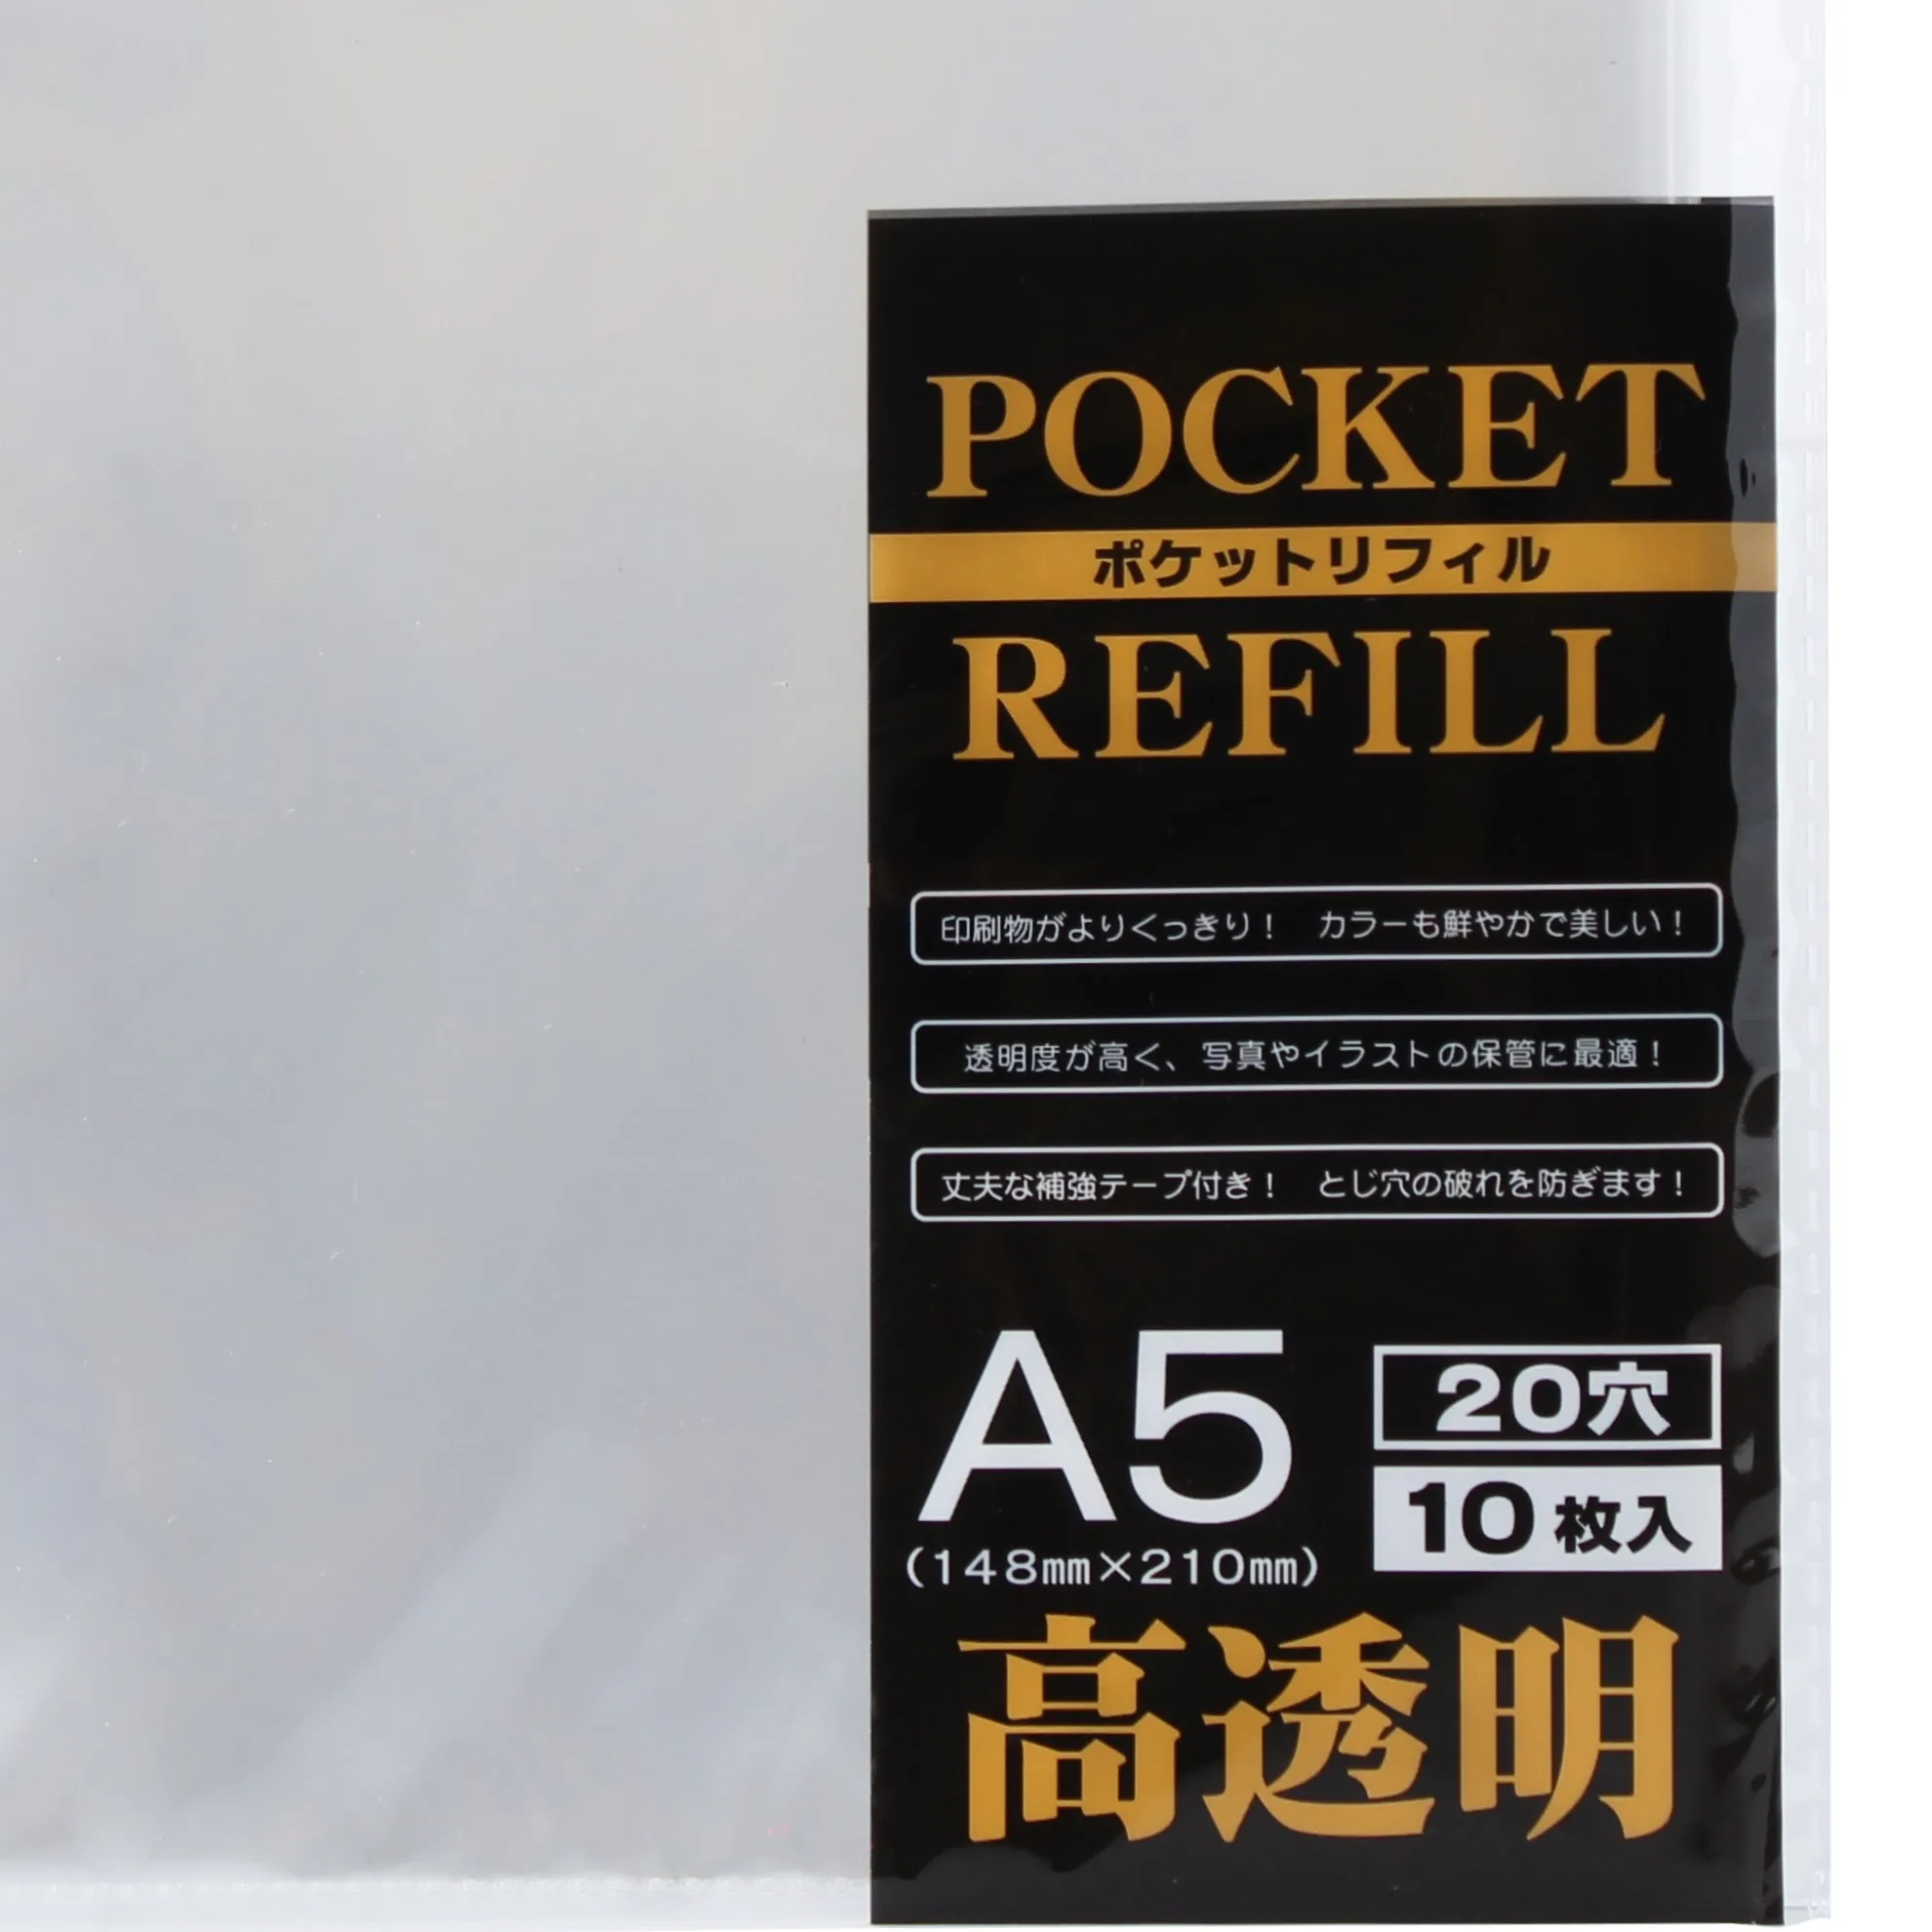 POCKET
ポケットリフィル
REFILL
印刷物がよりくっきり！　カラーも鮮やかで美しい！
透明度が高く、写真やイラストの保管に最適！
丈夫な補強テープ付き！　とじ穴の破れを防ぎます！
A5
20穴
10枚入
(148㎜×210㎜)
高透明